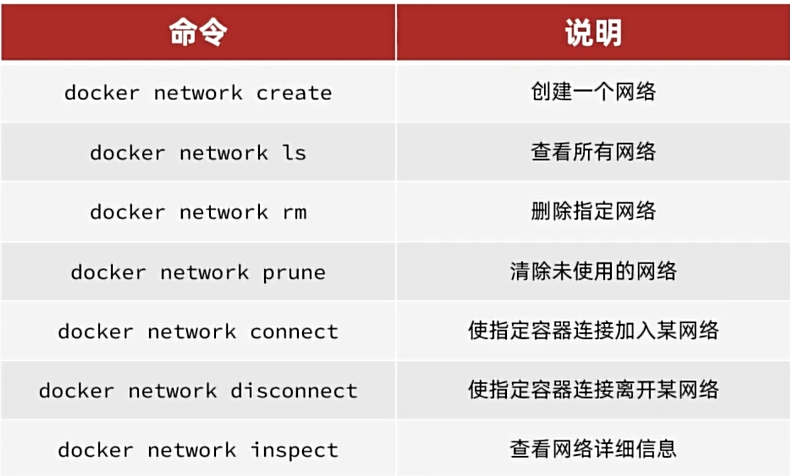 命令 说明
docker network create 创建一个网络
docker network ls 查看所有网络
docker network rm 删除指定网络
docker network prune 清除未使用的网络
docker network connect 使指定容器连接加入某网络
docker network disconnect 使指定容器连接离开某网络
docker network inspect 查看网络详细信息